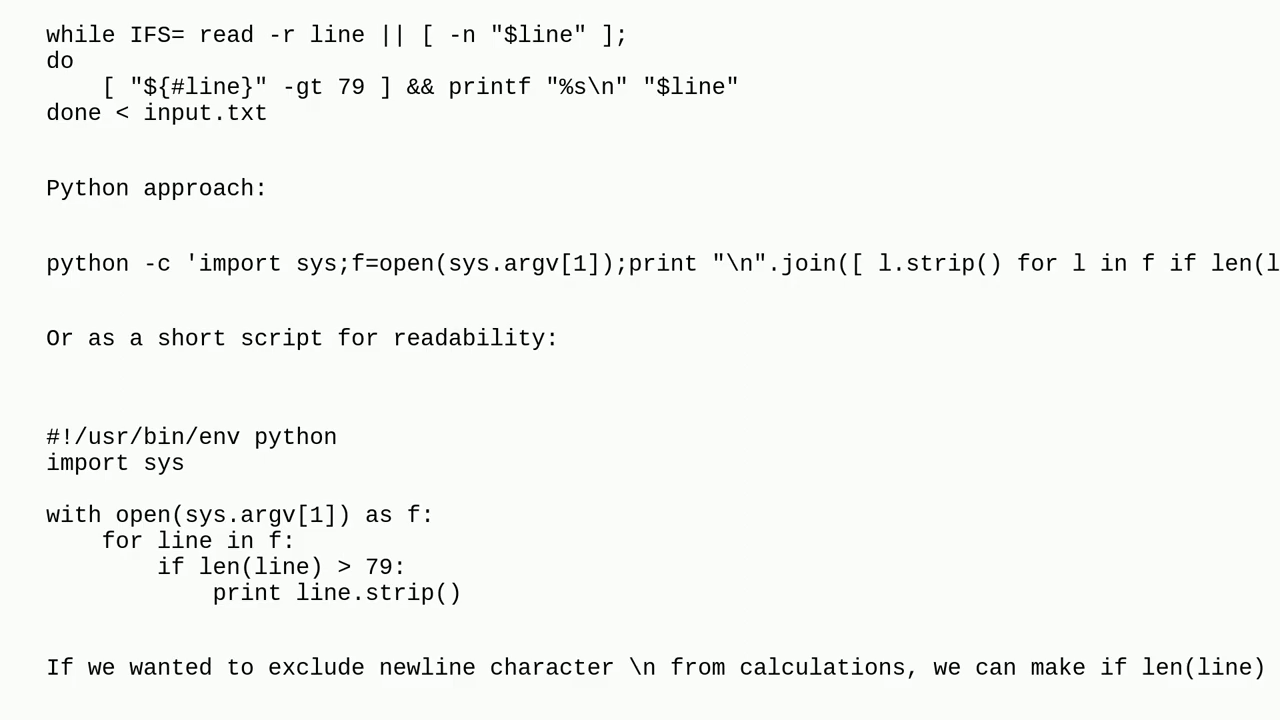 while IFS= read -r line || [ -n "$line" ];
do
    [ "${#line}" -gt 79 ] && printf "%s\n" "$line"
done < input.txt
Python approach:
python -c 'import sys;f=open(sys.argv[1]);print "\n".join([ l.strip() for l in f if len(l
Or as a short script for readability:
#!/usr/bin/env python
import sys
with open(sys.argv[1]) as f:
    for line in f:
        if len(line) > 79:
            print line.strip()
If we wanted to exclude newline character \n from calculations, we can make if len(line)